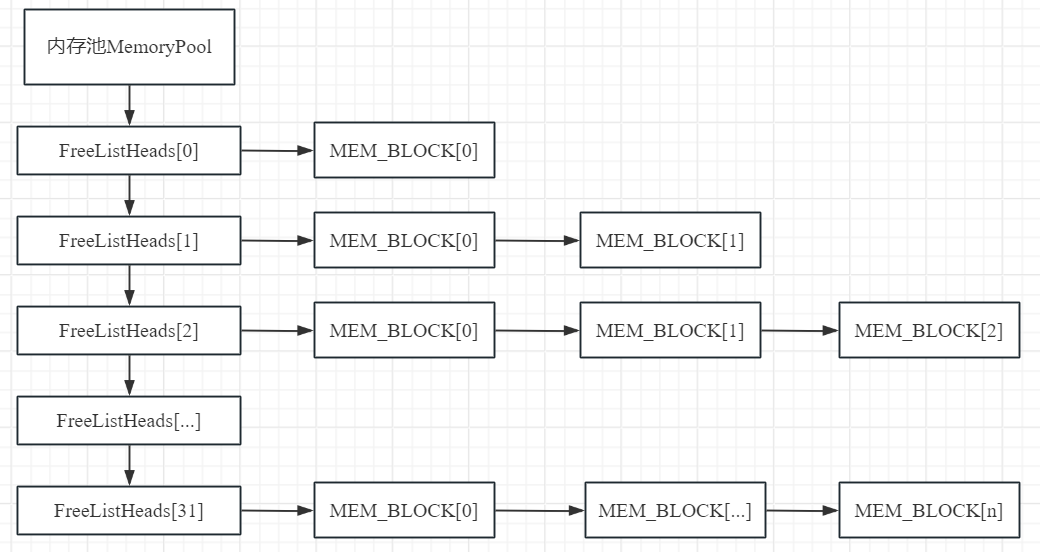 内存池MemoryPool
FreeListHeads[0]
MEM_BLOCK[0]
FreeListHeads[1]
MEM_BLOCK[0]
MEM_BLOCK[1]
FreeListHeads[2]
MEM_BLOCK[0]
MEM_BLOCK[1]
MEM_BLOCK[2]
FreeListHeads[...]
FreeListHeads[31]
MEM_BLOCK[0]
MEM_BLOCK[...]
MEM_BLOCK[n]